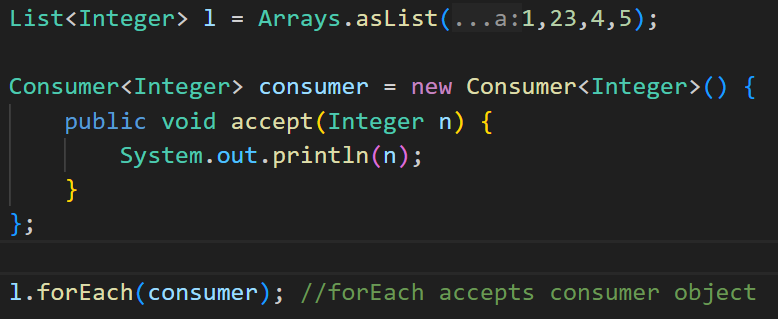 List<Integer> l = Arrays.asList(...a:1,23,4,5);
Consumer<Integer> consumer = new Consumer<Integer>() {
public void accept(Integer n) {
System.out.println(n);
}
};
l.forEach(consumer); //forEach accepts consumer object